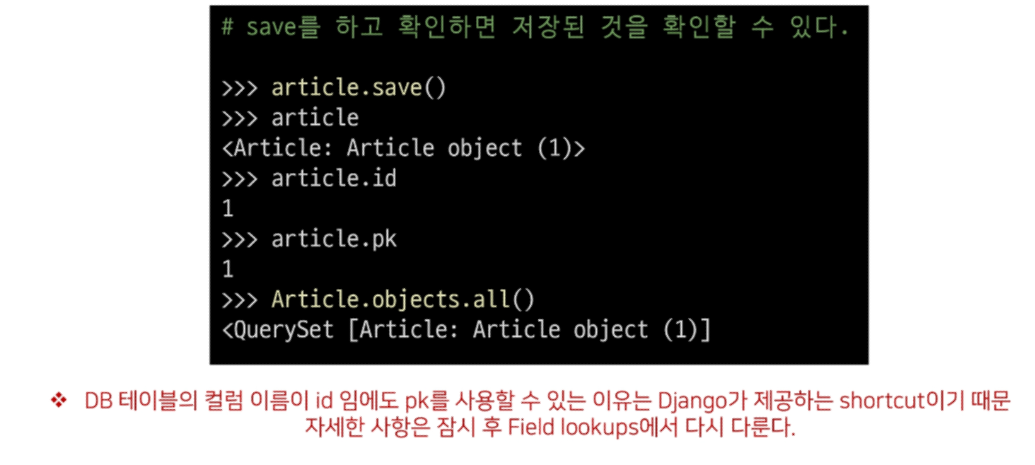 # save를 하고 확인하면 저장된 것을 확인할 수 있다.
>>> article.save()
>>> article
<Article: Article object (1)>
>>> article.id
1
>>> article.pk
1
>>> Article.objects.all()
<QuerySet [Article: Article object (1)]
❖ DB 테이블의 컬럼 이름이 id 임에도 pk를 사용할 수 있는 이유는 Django가 제공하는 shortcut이기 때문
자세한 사항은 잠시 후 Field lookups에서 다시 다룬다.